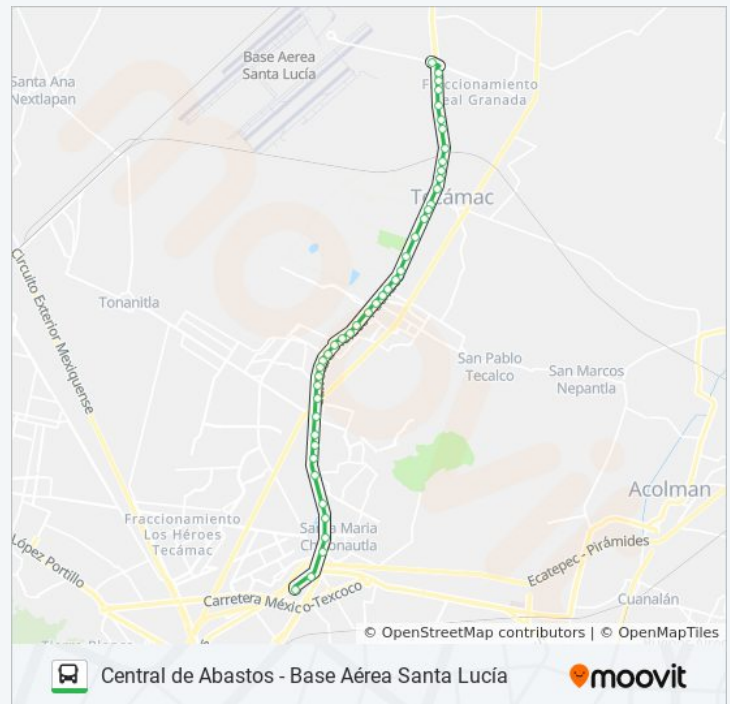 Base Aerea
Santa Lucía
Santa Ana
Nextlapan
Fraccionamiento
Real Granada
Tecámac
Circuito Exterior Mexiquense
Tonanitla
San Pablo
Tecalco
San Marcos
Nepantla
Acolman
Fraccionamiento
Los Héroes
Tecámac
Santa Maria
Chiconautla
López Portillo
Ecatepec - Pirámides
Carretera México-Texcoco
Cuanalán
© OpenStreetMap contributors | © OpenMapTiles
Central de Abastos - Base Aérea Santa Lucía
moovit